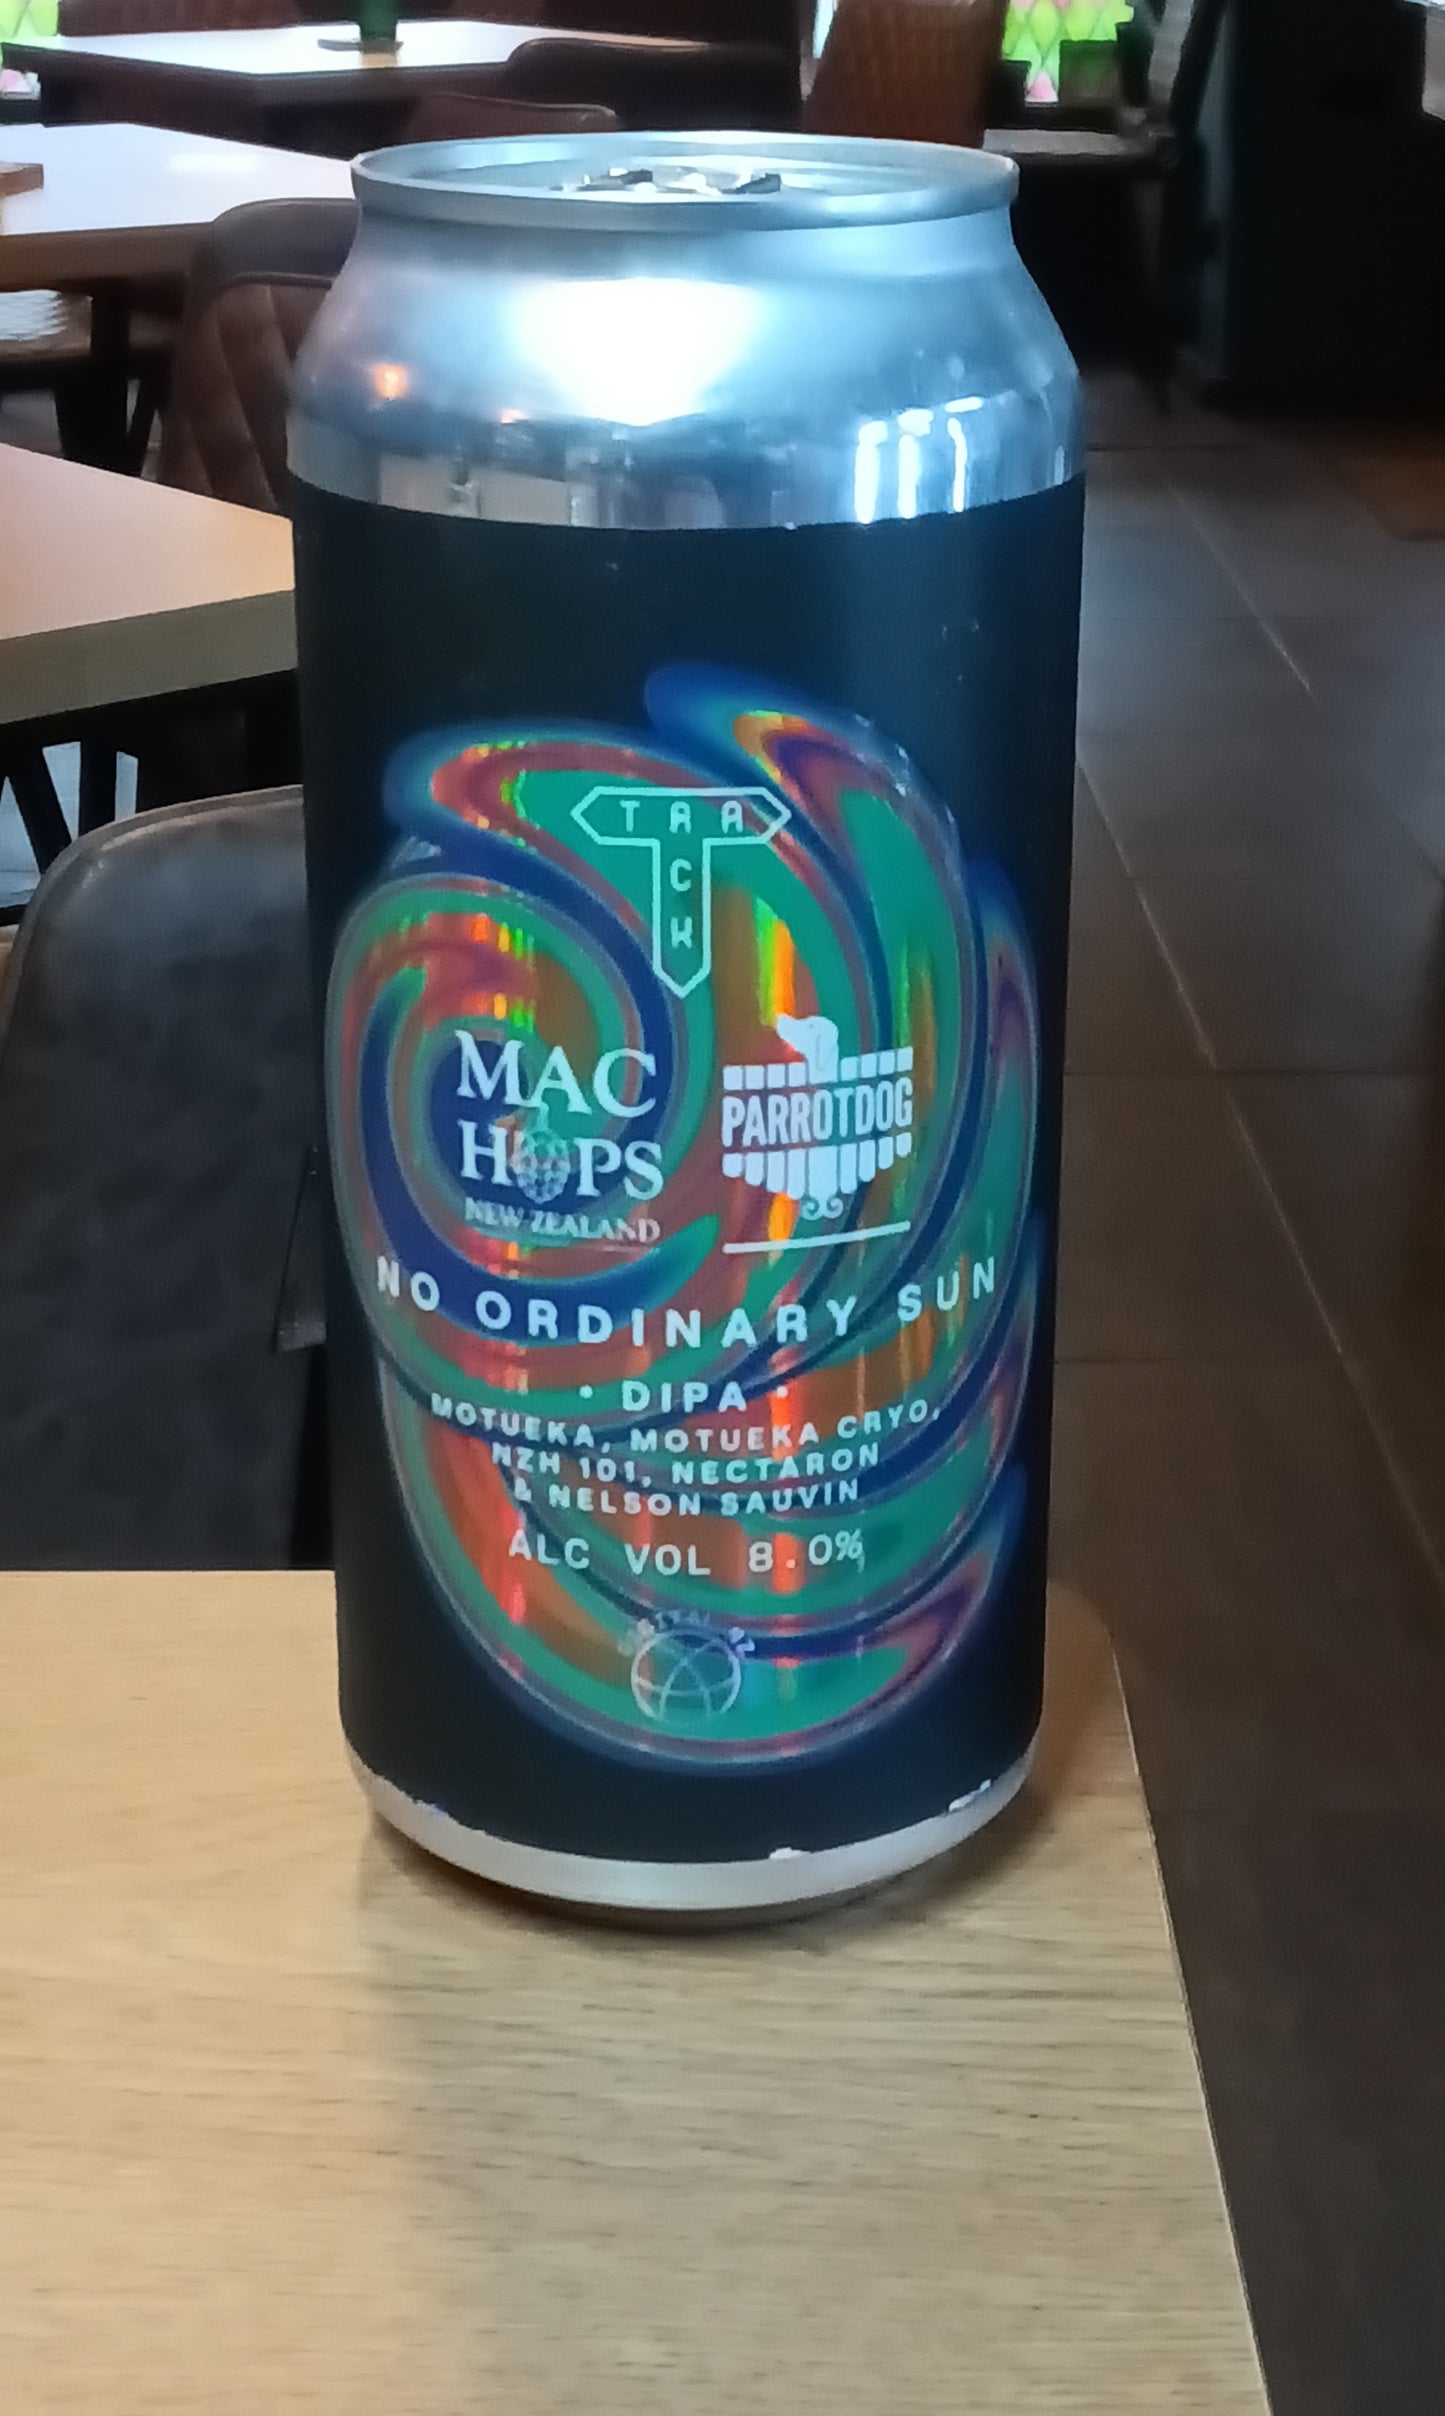 TRA
C
K
MAC
HOPS
NEW ZEALAND
PARROTDOG
NO ORDINARY SUN
• DIPA •
MOTUEKA, MOTUEKA CRYO,
NZH 101, NECTARON
& NELSON SAUVIN
ALC VOL 8.0%